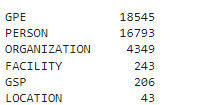 GPE 18545
PERSON 16793
ORGANIZATION 4349
FACILITY 243
GSP 206
LOCATION 43